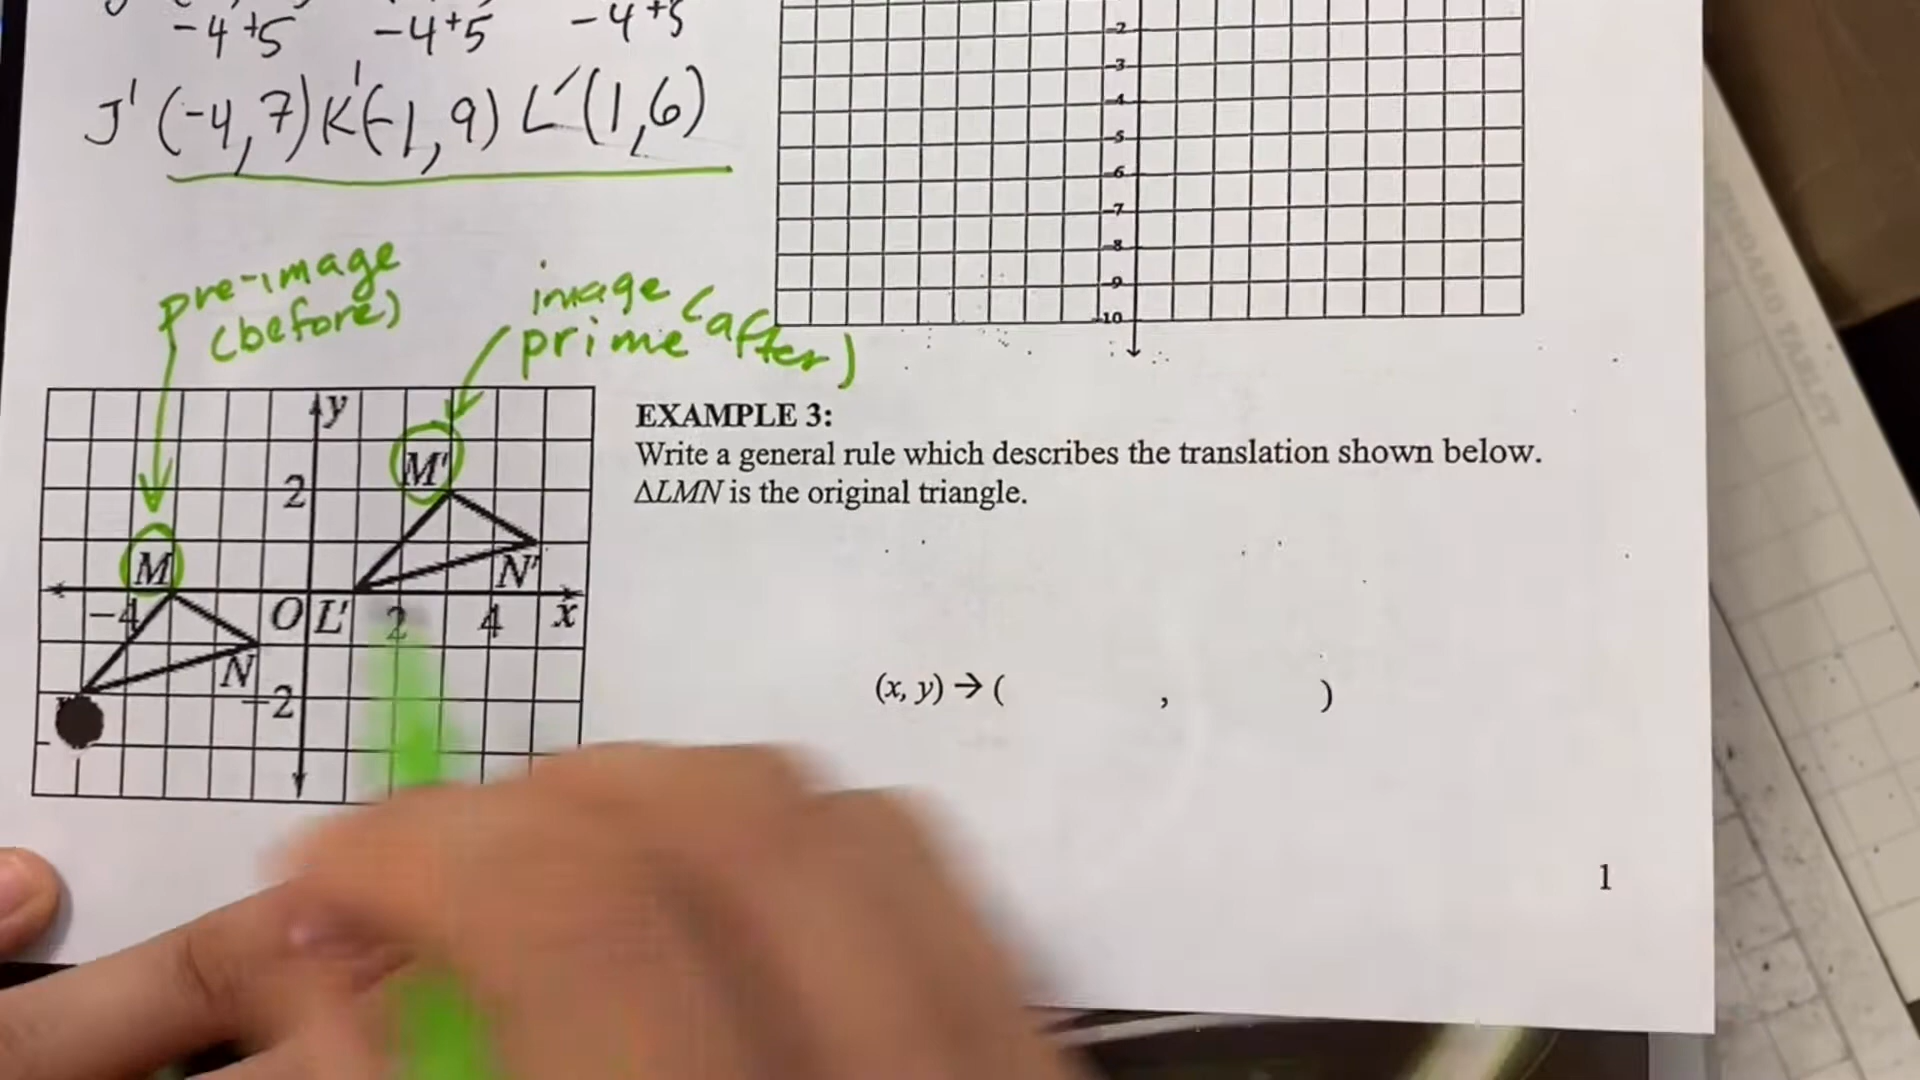 -4+5 -4+5 -4+5
J'(-4,7) K'(-1,9) L'(1,6)
-2
-3
-4
-5
-6
-7
-8
-9
-10
pre-image
(before)
image
prime (after)
y
M'
2
M
N'
-4 O L' 2 4 x
N
-2
EXAMPLE 3:
Write a general rule which describes the translation shown below.
ΔLMN is the original triangle.
(x, y) → ( , )
1